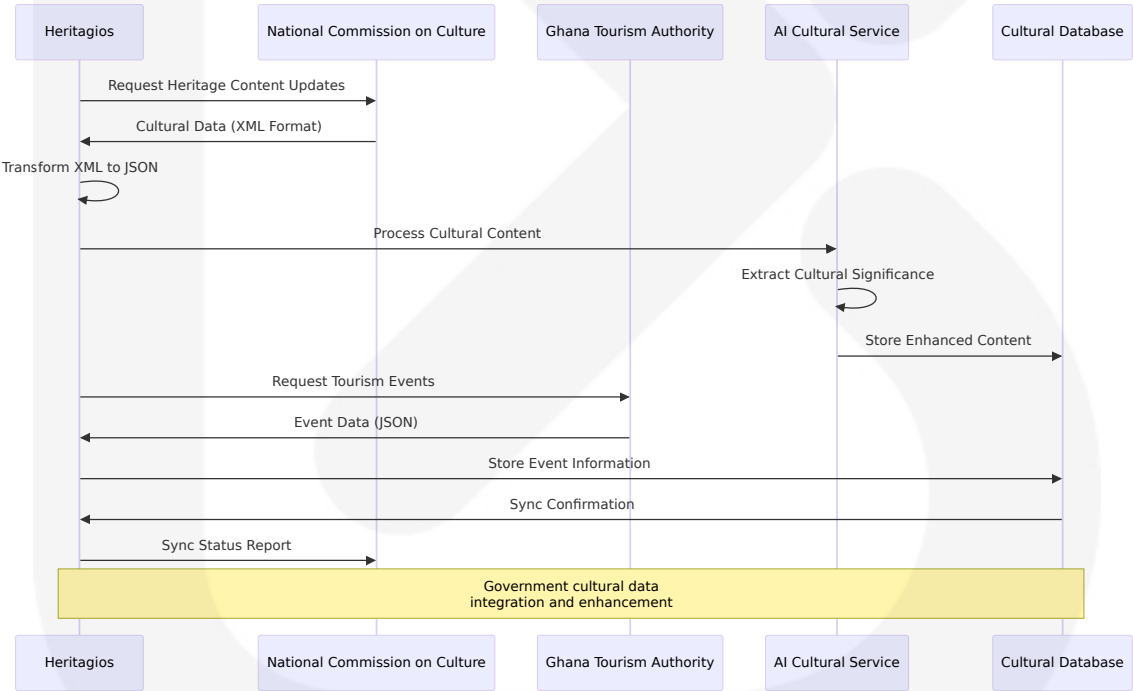 Heritagios
National Commission on Culture
Ghana Tourism Authority
AI Cultural Service
Cultural Database
Request Heritage Content Updates
Cultural Data (XML Format)
Transform XML to JSON
Process Cultural Content
Extract Cultural Significance
Store Enhanced Content
Request Tourism Events
Event Data (JSON)
Store Event Information
Sync Confirmation
Sync Status Report
Government cultural data
integration and enhancement
Heritagios
National Commission on Culture
Ghana Tourism Authority
AI Cultural Service
Cultural Database